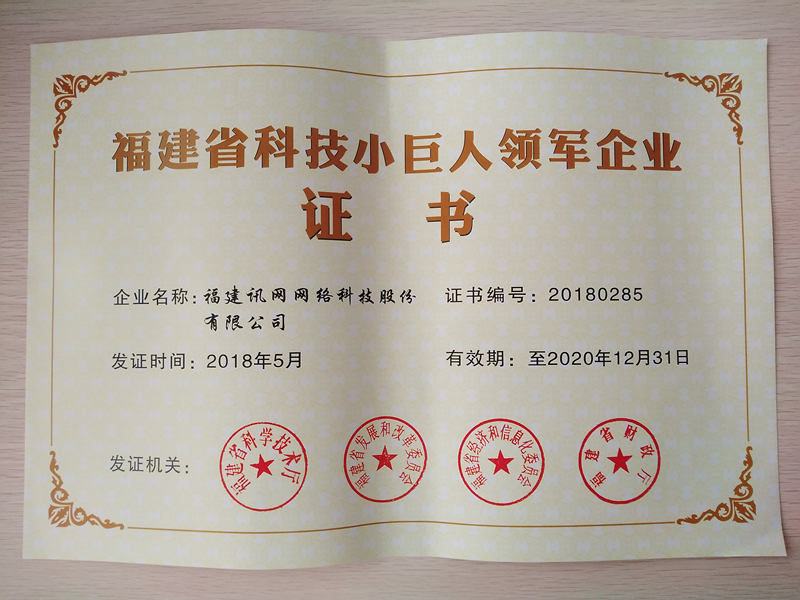 福建省科技小巨人领军企业
证 书
企业名称：福建讯网网络科技股份
有限公司
证书编号：20180285
发证时间：2018年5月
有效期：至2020年12月31日
发证机关：
福建省科学技术厅
福建省发展和改革委员会
福建省经济和信息化委员会
福建省财政厅